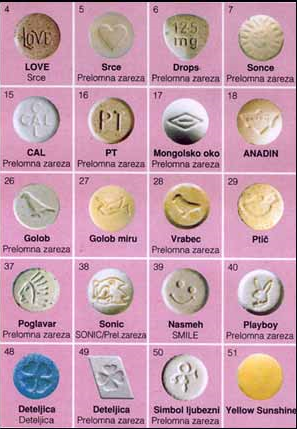 4 5 6 7
LOVE
125
mg
LOVE Srce Drops Sonce
Srce Prelomna zareza Prelomna zareza Prelomna zareza
15 16 17 18
CAL
PT
CAL PT Mongolsko oko ANADIN
Prelomna zareza Prelomna zareza Prelomna zareza
26 27 28 29
Golob Golob miru Vrabec Ptič
Prelomna zareza Prelomna zareza
37 38 39 40
Poglavar Sonic Nasmeh Playboy
Prelomna zareza SONIC/Prel.zareza SMILE Prelomna zareza
48 49 50 51
Deteljica Deteljica Simbol ljubezni Yellow Sunshine
Deteljica Prelomna zareza Prelomna zareza